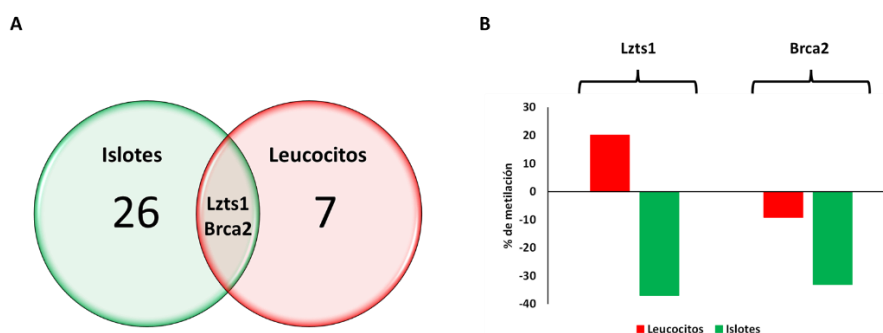 A
Islotes
26
Lzts1
Brca2
Leucocitos
7
B
Lzts1
Brca2
% de metilación
30
20
10
0
-10
-20
-30
-40
Leucocitos
Islotes